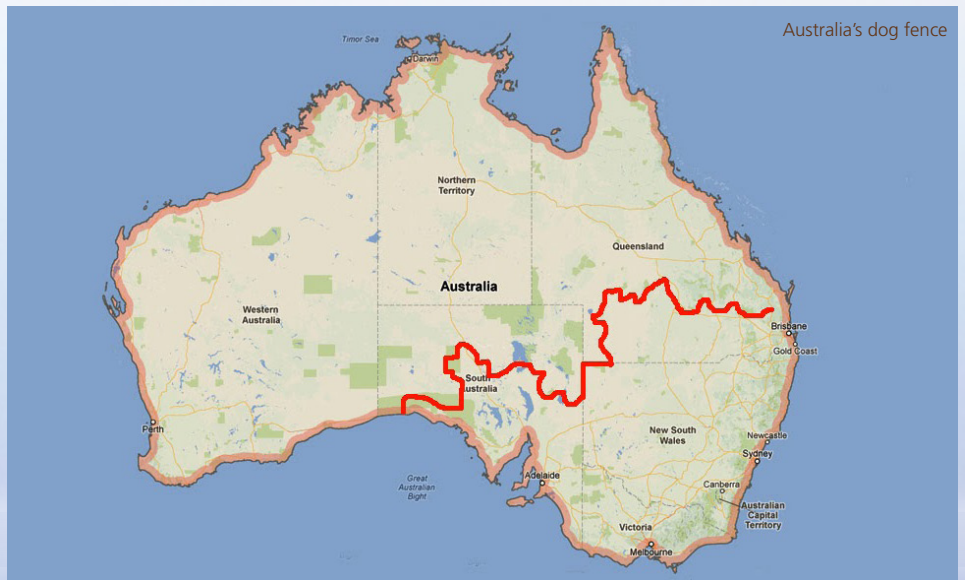 Australia's dog fence
Timor Sea
Darwin
Northern
Territory
Queensland
Australia
Western
Australia
Brisbane
Gold Coast
South
Australia
Perth
New South
Wales
Newcastle
Sydney
Great
Australian
Bight
Adelaide
Canberra
Australian
Capital
Territory
Victoria
Melbourne